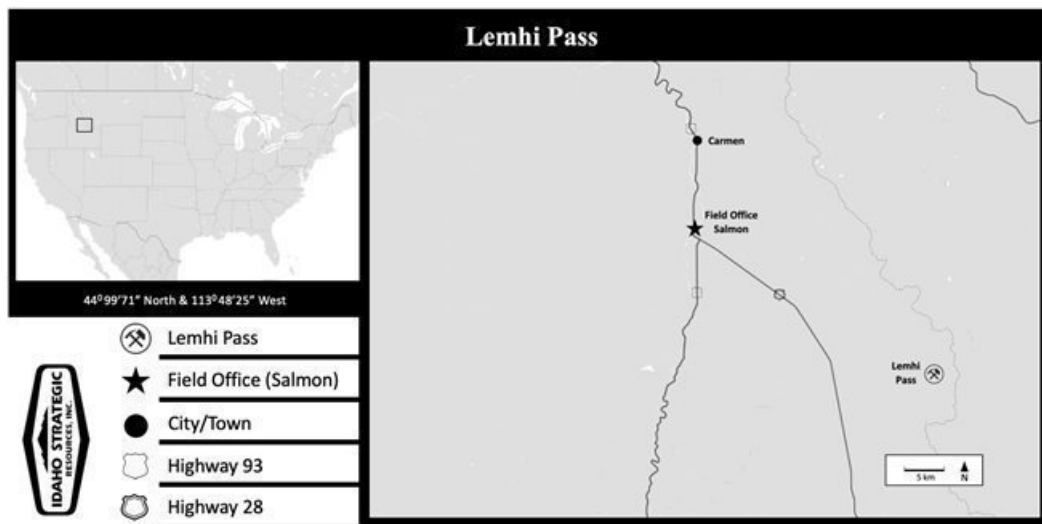 Lemhi Pass
44⁰99’71” North & 113⁰48’25” West
Lemhi Pass
Field Office (Salmon)
City/Town
Highway 93
Highway 28
IDAHO STRATEGIC
RESOURCES, INC.
Carmen
Field Office
Salmon
Lemhi
Pass
5 km
N